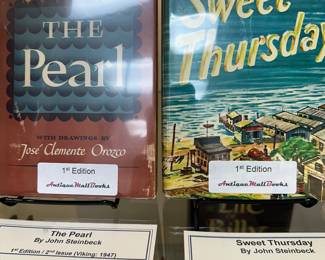 THE
Pearl
WITH DRAWINGS BY
José Clemente Orozco
1st Edition
AntiqueMallBooks
Sweet
Thursday
1st Edition
AntiqueMallBooks
The Pearl
By John Steinbeck
1st Edition / 2nd Issue (Viking: 1947)
Sweet Thursday
By John Steinbeck